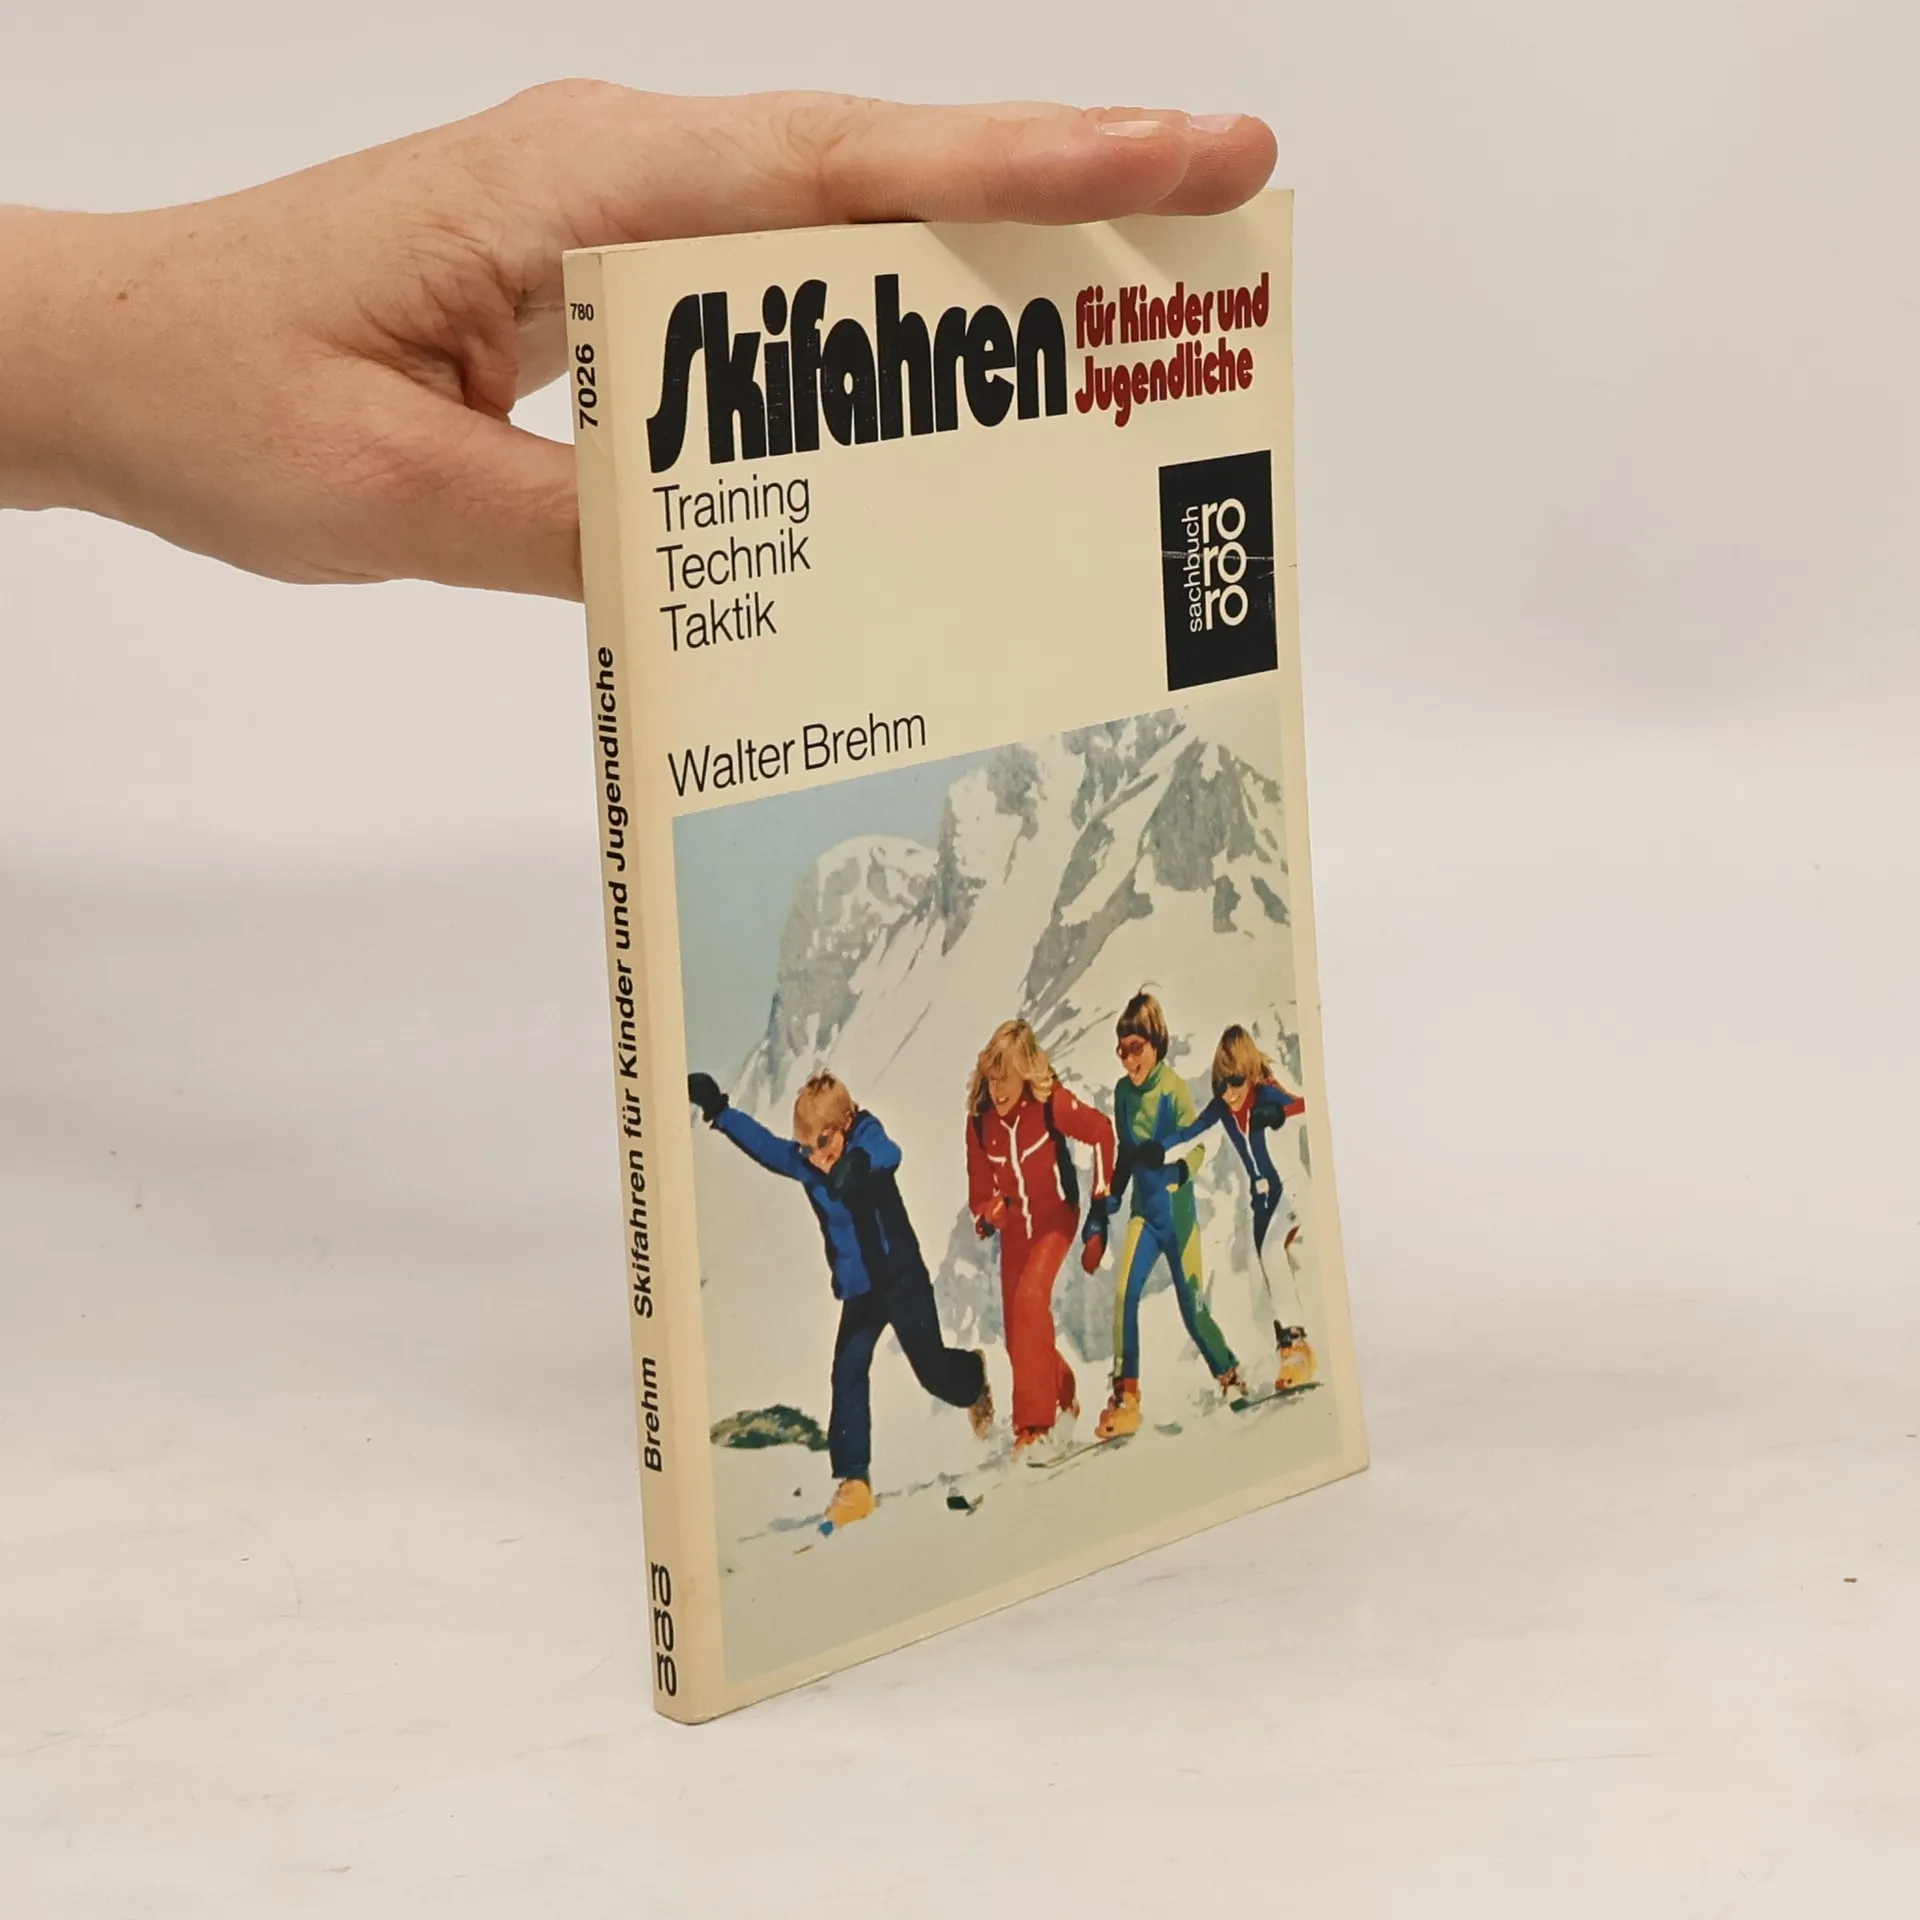 780
7026
Skifahren für Kinder und Jugendliche
Brehm
ro
ro
ro
Skifahren
für Kinder und
Jugendliche
Training
Technik
Taktik
sachbuch
ro
ro
ro
Walter Brehm